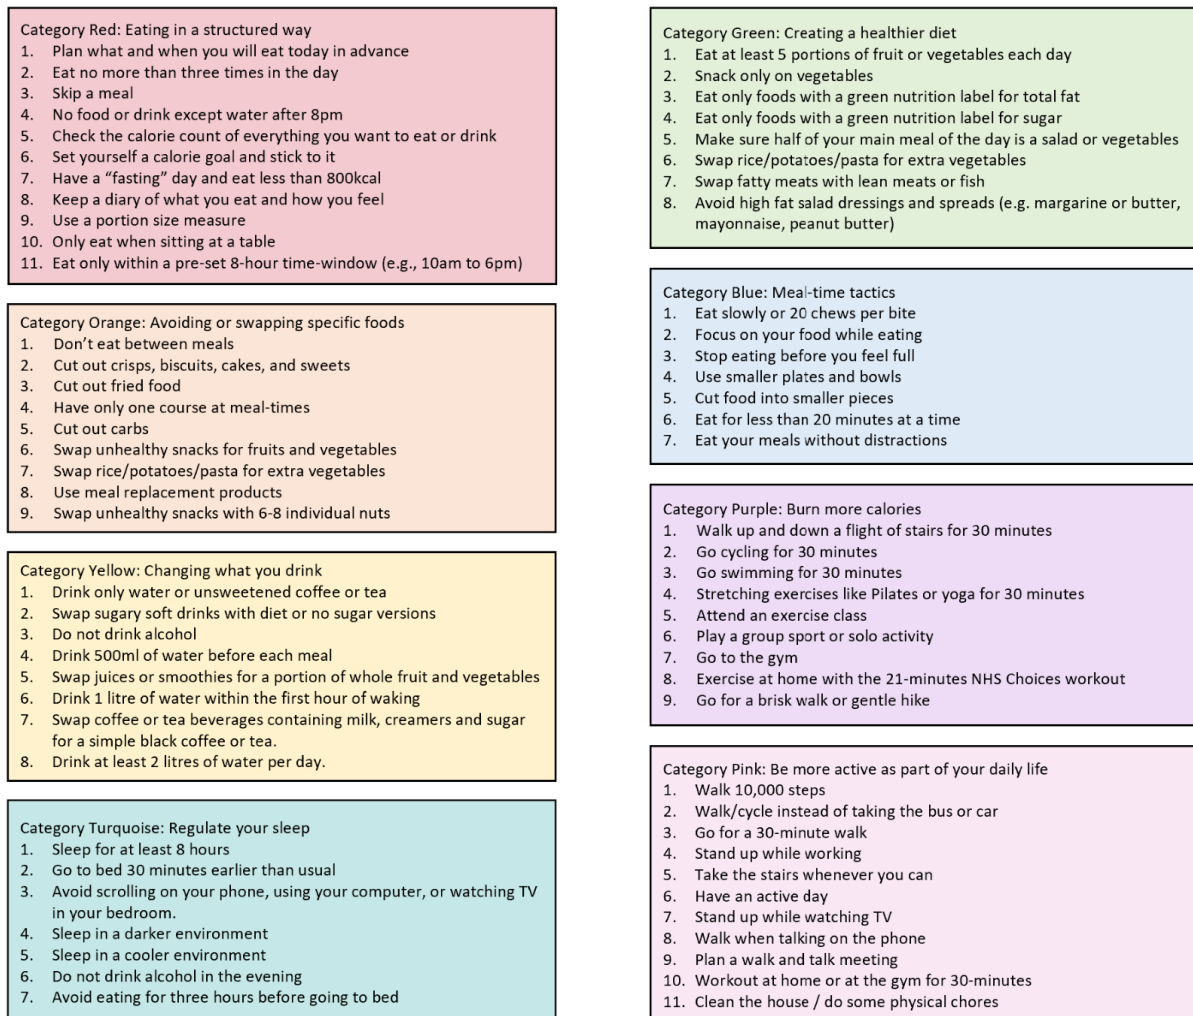 Category Red: Eating in a structured way
1. Plan what and when you will eat today in advance
2. Eat no more than three times in the day
3. Skip a meal
4. No food or drink except water after 8pm
5. Check the calorie count of everything you want to eat or drink
6. Set yourself a calorie goal and stick to it
7. Have a “fasting” day and eat less than 800kcal
8. Keep a diary of what you eat and how you feel
9. Use a portion size measure
10. Only eat when sitting at a table
11. Eat only within a pre-set 8-hour time-window (e.g., 10am to 6pm)
Category Orange: Avoiding or swapping specific foods
1. Don’t eat between meals
2. Cut out crisps, biscuits, cakes, and sweets
3. Cut out fried food
4. Have only one course at meal-times
5. Cut out carbs
6. Swap unhealthy snacks for fruits and vegetables
7. Swap rice/potatoes/pasta for extra vegetables
8. Use meal replacement products
9. Swap unhealthy snacks with 6-8 individual nuts
Category Yellow: Changing what you drink
1. Drink only water or unsweetened coffee or tea
2. Swap sugary soft drinks with diet or no sugar versions
3. Do not drink alcohol
4. Drink 500ml of water before each meal
5. Swap juices or smoothies for a portion of whole fruit and vegetables
6. Drink 1 litre of water within the first hour of waking
7. Swap coffee or tea beverages containing milk, creamers and sugar
for a simple black coffee or tea.
8. Drink at least 2 litres of water per day.
Category Turquoise: Regulate your sleep
1. Sleep for at least 8 hours
2. Go to bed 30 minutes earlier than usual
3. Avoid scrolling on your phone, using your computer, or watching TV
in your bedroom.
4. Sleep in a darker environment
5. Sleep in a cooler environment
6. Do not drink alcohol in the evening
7. Avoid eating for three hours before going to bed
Category Green: Creating a healthier diet
1. Eat at least 5 portions of fruit or vegetables each day
2. Snack only on vegetables
3. Eat only foods with a green nutrition label for total fat
4. Eat only foods with a green nutrition label for sugar
5. Make sure half of your main meal of the day is a salad or vegetables
6. Swap rice/potatoes/pasta for extra vegetables
7. Swap fatty meats with lean meats or fish
8. Avoid high fat salad dressings and spreads (e.g. margarine or butter,
mayonnaise, peanut butter)
Category Blue: Meal-time tactics
1. Eat slowly or 20 chews per bite
2. Focus on your food while eating
3. Stop eating before you feel full
4. Use smaller plates and bowls
5. Cut food into smaller pieces
6. Eat for less than 20 minutes at a time
7. Eat your meals without distractions
Category Purple: Burn more calories
1. Walk up and down a flight of stairs for 30 minutes
2. Go cycling for 30 minutes
3. Go swimming for 30 minutes
4. Stretching exercises like Pilates or yoga for 30 minutes
5. Attend an exercise class
6. Play a group sport or solo activity
7. Go to the gym
8. Exercise at home with the 21-minutes NHS Choices workout
9. Go for a brisk walk or gentle hike
Category Pink: Be more active as part of your daily life
1. Walk 10,000 steps
2. Walk/cycle instead of taking the bus or car
3. Go for a 30-minute walk
4. Stand up while working
5. Take the stairs whenever you can
6. Have an active day
7. Stand up while watching TV
8. Walk when talking on the phone
9. Plan a walk and talk meeting
10. Workout at home or at the gym for 30-minutes
11. Clean the house / do some physical chores